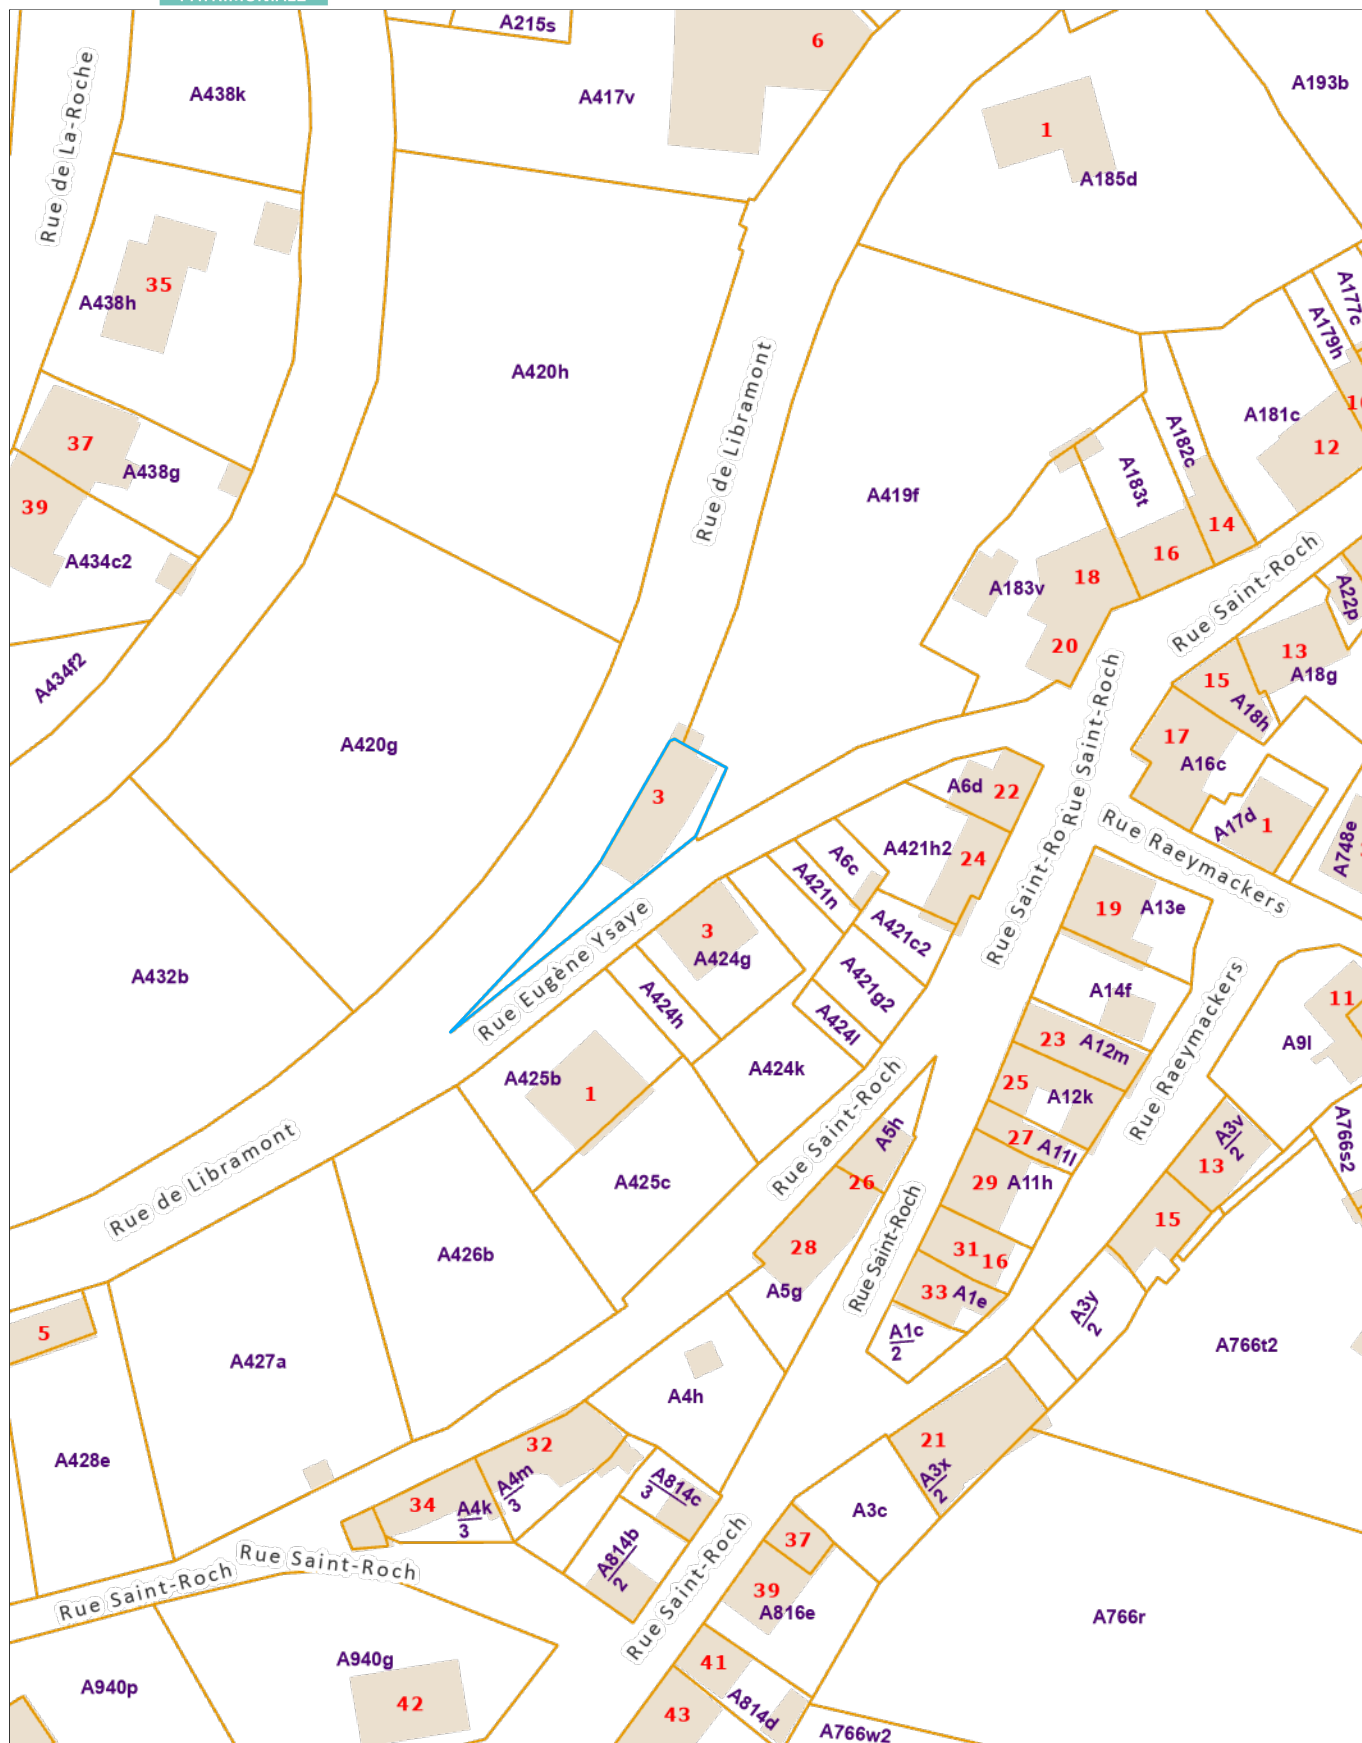 A215s
6
A438k
A417v
A193b
1
A185d
Rue de La-Roche
35
A438h
A177c
A179h
A420h
Rue de Libramont
A181c
37
A438g
A182c
12
A183t
A419f
39
14
16
A434c2
18
A183v
Rue Saint-Roch
A22p
20
13
A18g
A434f2
15
A18h
A420g
17
A16c
Rue Saint-Roch
3
A6d
22
A17d
1
A748e
Rue Raeymackers
A421h2
24
A6c
A421n
Rue Saint-Ro
19
A13e
A421c2
3
A424g
Rue Eugène Ysaye
A432b
A421g2
A14f
A424h
A424l
11
23
A12m
A9l
A424k
A425b
1
25
A12k
Rue Raeymackers
27
A11l
A5h
A3v
2
13
A766s2
Rue Saint-Roch
A425c
26
29
A11h
Rue de Libramont
15
28
A426b
31
16
Rue Saint-Roch
A5g
33
A1e
A3y
2
5
A1c
2
A766t2
A427a
A4h
21
32
A428e
A4m
3
A814c
3
A3x
2
34
A4k
3
A3c
37
A814b
2
Rue Saint-Roch
Rue Saint-Roch
Rue Saint-Roch
39
A816e
A766r
A940g
41
A940p
42
A814d
43
A766w2